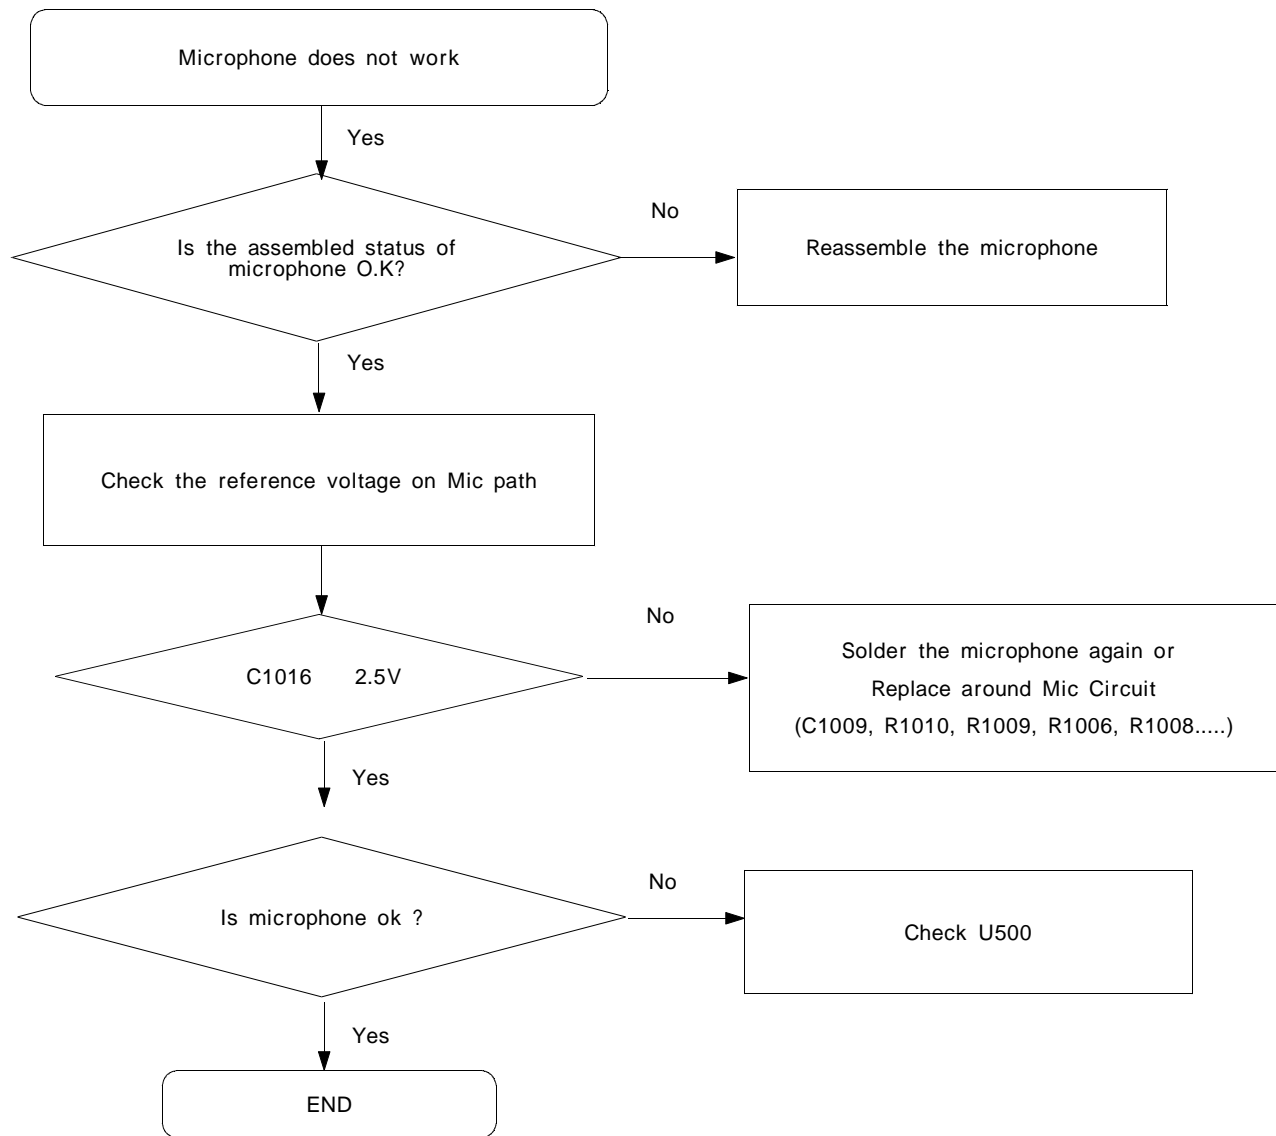 Microphone does not work
Yes
Is the assembled status of
microphone O.K?
No
Reassemble the microphone
Yes
Check the reference voltage on Mic path
C1016 2.5V
No
Solder the microphone again or
Replace around Mic Circuit
(C1009, R1010, R1009, R1006, R1008.....)
Yes
Is microphone ok ?
No
Check U500
Yes
END